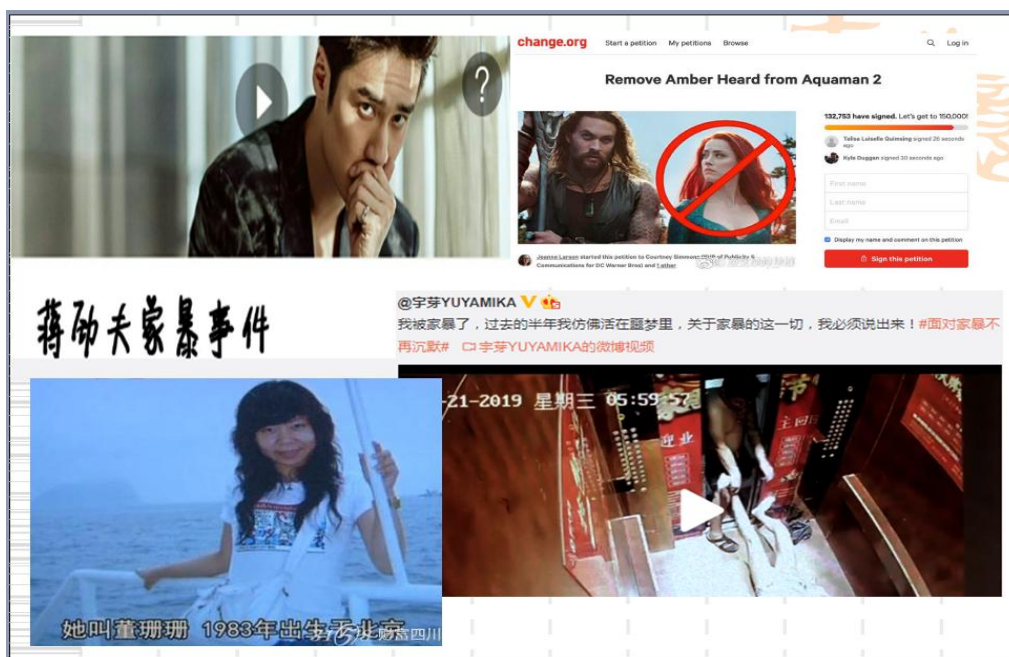 ?
change.org
Start a petition My petitions Browse
Log in
Remove Amber Heard from Aquaman 2
132,753 have signed. Let's get to 150,000!
Kyle Duggan signed 30 seconds ago
First name
Last name
Email
Display my name and comment on this petition
Sign this petition
蒋劲夫家暴事件
@宇芽YUYAMIKA
我被家暴了，过去的半年我仿佛活在噩梦里，关于家暴的这一切，我必须说出来！#面对家暴不
再沉默# 宇芽YUYAMIKA的微博视频
-21-2019 星期三 05:59:57
她叫董珊珊 1983年出生于北京